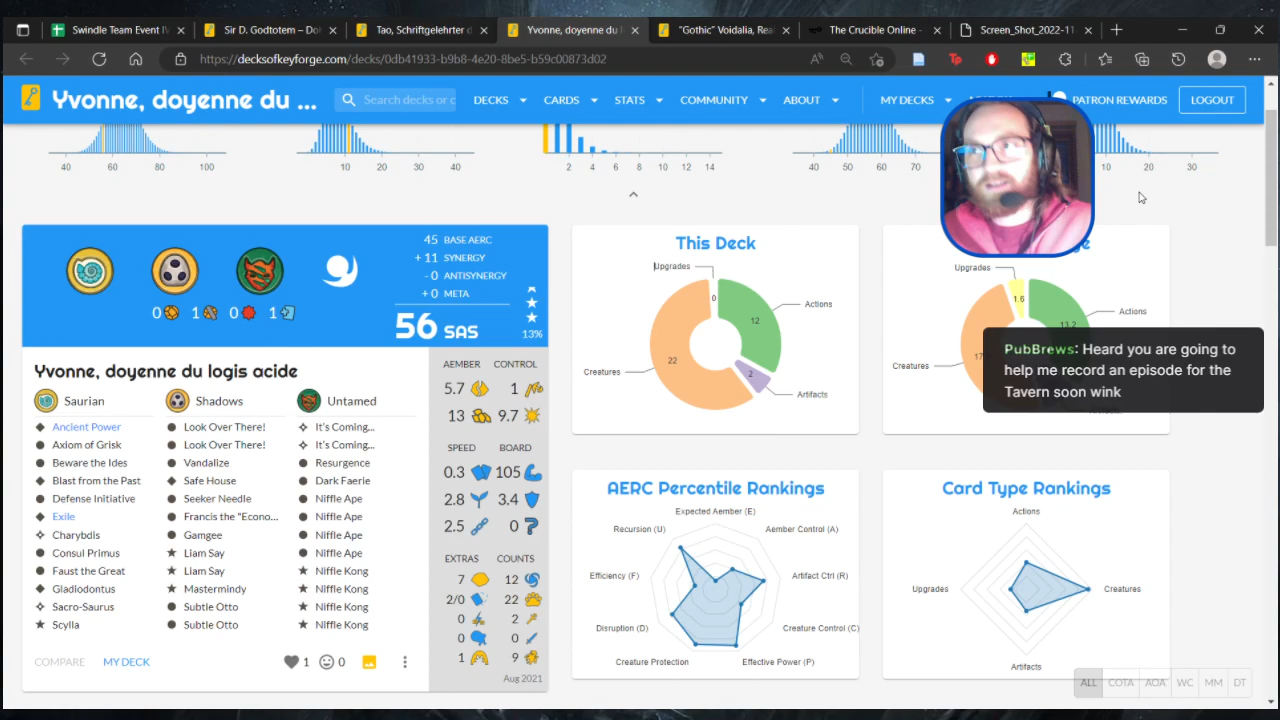 Swindle Team Event I
Sir D. Godtotem – Do
Tao, Schriftgelehrter d
Yvonne, doyenne du l
"Gothic" Voidalia, Rea
The Crucible Online -
Screen_Shot_2022-11
https://decksofkeyforge.com/decks/0db41933-b9b8-4e20-8be5-b59c00873d02
Yvonne, doyenne du ...
Search decks or c
DECKS
CARDS
STATS
COMMUNITY
ABOUT
MY DECKS
PATRON REWARDS
LOGOUT
40 60 80 100
10 20 30 40
2 4 6 8 10 12 14
40 50 60 70
10 20 30
45 BASE AERC
+ 11 SYNERGY
- 0 ANTISYNERGY
+ 0 META
56 SAS
13%
0 1 0 1
Yvonne, doyenne du logis acide
Saurian
Ancient Power
Axiom of Grisk
Beware the Ides
Blast from the Past
Defense Initiative
Exile
Charybdis
Consul Primus
Faust the Great
Gladiodontus
Sacro-Saurus
Scylla
Shadows
Look Over There!
Look Over There!
Vandalize
Safe House
Seeker Needle
Francis the "Econo...
Gamgee
Liam Say
Liam Say
Mastermindy
Subtle Otto
Subtle Otto
Untamed
It's Coming...
It's Coming...
Resurgence
Dark Faerie
Niffle Ape
Niffle Ape
Niffle Ape
Niffle Ape
Niffle Kong
Niffle Kong
Niffle Kong
Niffle Kong
COMPARE
MY DECK
1
0
AEMBER CONTROL
5.7 1
13 9.7
SPEED BOARD
0.3 105
2.8 3.4
2.5 0
EXTRAS COUNTS
7 12
2/0 22
0 2
0 0
1 9
Aug 2021
This Deck
Upgrades
0
Actions
12
22
2
Creatures
Artifacts
Upgrades
1.6
Actions
13.2
Creatures
PubBrews: Heard you are going to
help me record an episode for the
Tavern soon wink
AERC Percentile Rankings
Expected Aember (E)
Recursion (U)
Aember Control (A)
Efficiency (F)
Artifact Ctrl (R)
Disruption (D)
Creature Control (C)
Creature Protection
Effective Power (P)
Card Type Rankings
Actions
Upgrades
Creatures
Artifacts
ALL COTA AOA WC MM DT